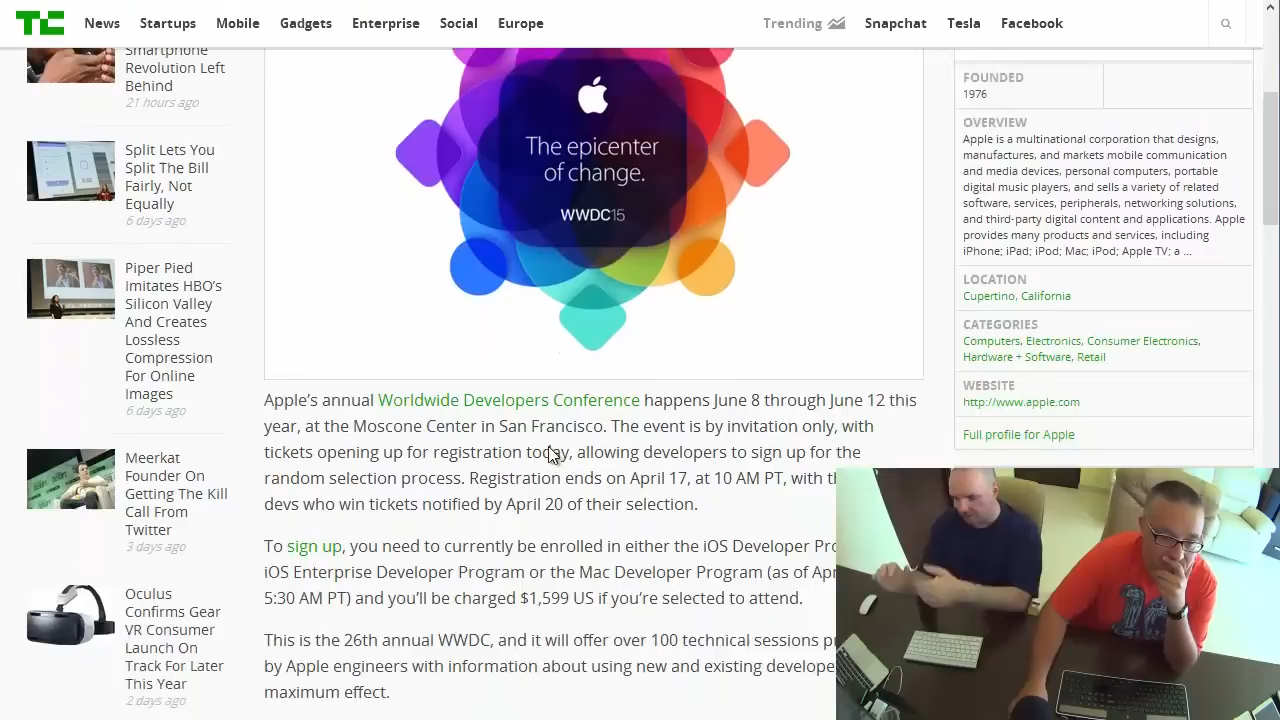 TC News Startups Mobile Gadgets Enterprise Social Europe Trending Snapchat Tesla Facebook
Smartphone
Revolution Left
Behind
21 hours ago
Split Lets You
Split The Bill
Fairly, Not
Equally
6 days ago
Piper Pied
Imitates HBO's
Silicon Valley
And Creates
Lossless
Compression
For Online
Images
6 days ago
Meerkat
Founder On
Getting The Kill
Call From
Twitter
3 days ago
Oculus
Confirms Gear
VR Consumer
Launch On
Track For Later
This Year
2 days ago
The epicenter
of change.
WWDC15
Apple's annual Worldwide Developers Conference happens June 8 through June 12 this
year, at the Moscone Center in San Francisco. The event is by invitation only, with
tickets opening up for registration today, allowing developers to sign up for the
random selection process. Registration ends on April 17, at 10 AM PT, with
devs who win tickets notified by April 20 of their selection.
To sign up, you need to currently be enrolled in either the iOS Developer
iOS Enterprise Developer Program or the Mac Developer Program (as of
5:30 AM PT) and you'll be charged $1,599 US if you're selected to attend.
This is the 26th annual WWDC, and it will offer over 100 technical sessions
by Apple engineers with information about using new and existing
maximum effect.
FOUNDED
1976
OVERVIEW
Apple is a multinational corporation that designs,
manufactures, and markets mobile communication
and media devices, personal computers, portable
digital music players, and sells a variety of related
software, services, peripherals, networking solutions,
and third-party digital content and applications. Apple
provides many products and services, including
iPhone; iPad; iPod; Mac; iPod; Apple TV; a ...
LOCATION
Cupertino, California
CATEGORIES
Computers, Electronics, Consumer Electronics,
Hardware + Software, Retail
WEBSITE
http://www.apple.com
Full profile for Apple